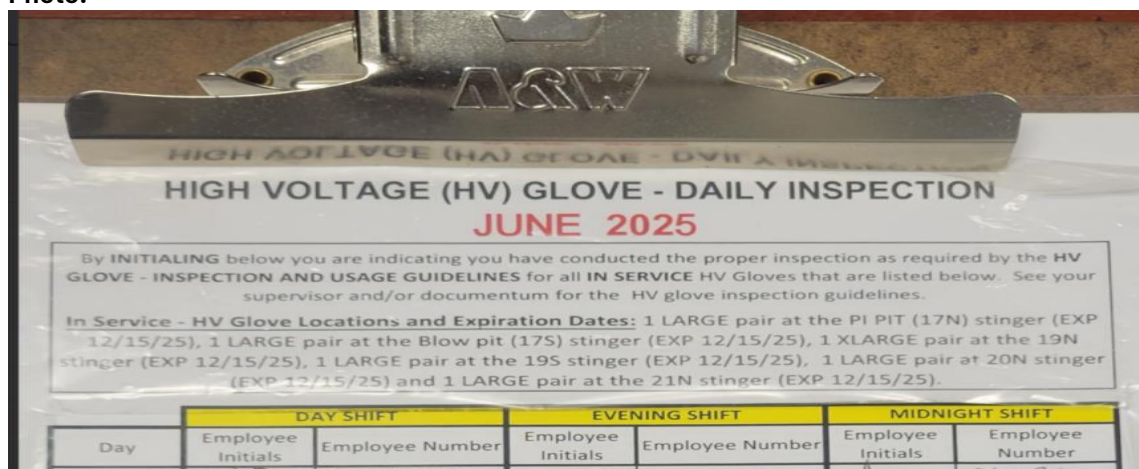 Photo:
A&W
HIGH VOLTAGE (HV) GLOVE - DAILY INSPECTION
JUNE 2025
By INITIALING below you are indicating you have conducted the proper inspection as required by the HV
GLOVE - INSPECTION AND USAGE GUIDELINES for all IN SERVICE HV Gloves that are listed below. See your
supervisor and/or documentum for the HV glove inspection guidelines.
In Service - HV Glove Locations and Expiration Dates: 1 LARGE pair at the PI PIT (17N) stinger (EXP
12/15/25), 1 LARGE pair at the Blow pit (17S) stinger (EXP 12/15/25), 1 XLARGE pair at the 19N
stinger (EXP 12/15/25), 1 LARGE pair at the 19S stinger (EXP 12/15/25), 1 LARGE pair at 20N stinger
(EXP 12/15/25) and 1 LARGE pair at the 21N stinger (EXP 12/15/25).
DAY SHIFT EVENING SHIFT MIDNIGHT SHIFT
Day Employee Initials Employee Number Employee Initials Employee Number Employee Initials Employee Number